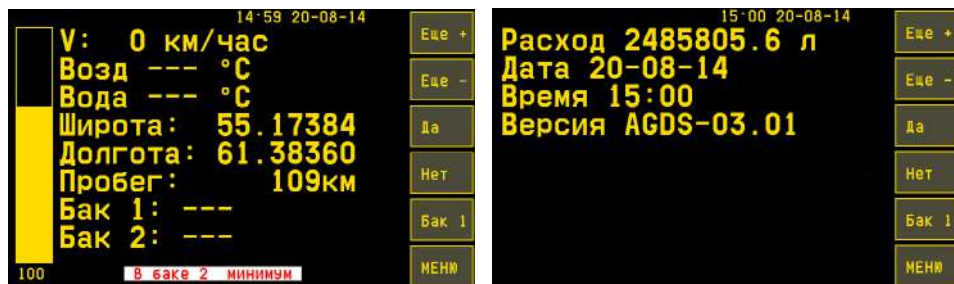 14:59 20-08-14
V: 0 км/час
Возд --- °C
Вода --- °C
Широта: 55.17384
Долгота: 61.38360
Пробег: 109км
Бак 1: ---
Бак 2: ---
100
В баке 2 минимум
Еще +
Еще -
Да
Нет
Бак 1
МЕНЮ
15:00 20-08-14
Расход 2485805.6 л
Дата 20-08-14
Время 15:00
Версия AGDS-03.01
Еще +
Еще -
Да
Нет
Бак 1
МЕНЮ